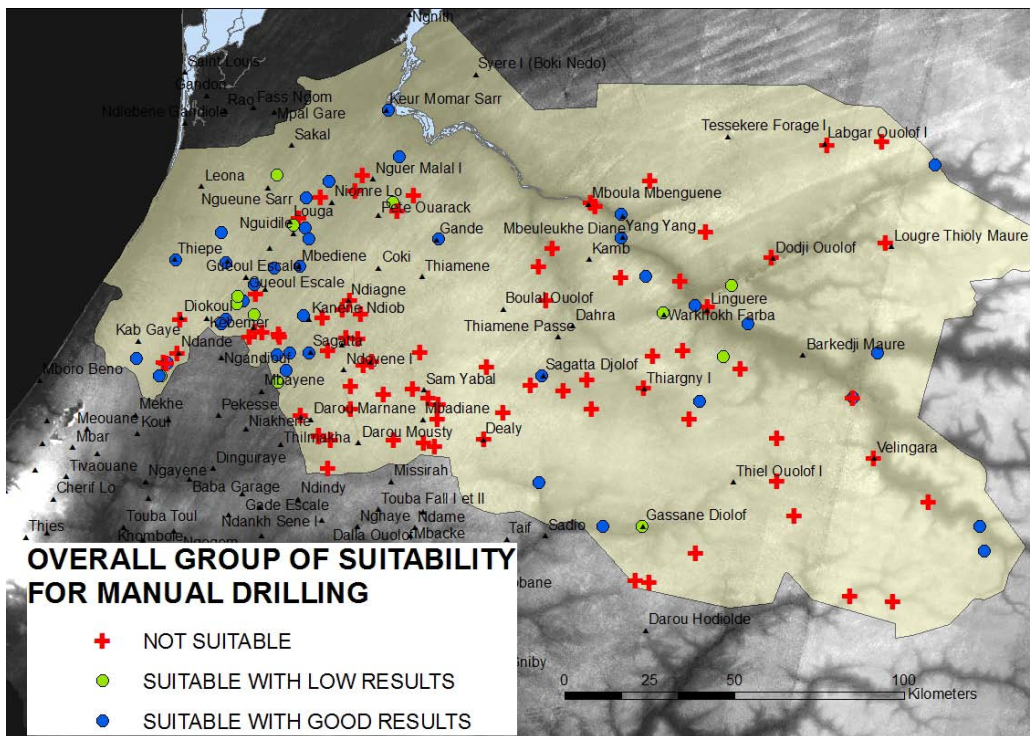 Ngnith
Saint Louis
Syere I (Boki Nedo)
Gandon
Ndiebene Gandiole
Rao
Fass Ngom
Mpal Gare
Keur Momar Sarr
Sakal
Tessekere Forage I
Labgar Ouolof I
Leona
Nguer Malal I
Ngueune Sarr
Niomre Lo
Mboula Mbenguene
Louga
Pete Ouarack
Nguidile
Mbeuleukhe Diane
Yang Yang
Gande
Thiepe
Mbediene
Coki
Kamb
Dodji Ouolof
Lougre Thioly Maure
Gueoul Escale
Gueoul Escale
Thiamene
Ndiagne
Boulal Ouolof
Linguere
Diokoul
Kanene Ndiob
Warkhokh Farba
Kab Gaye
Kebemer
Thiamene Passe
Dahra
Ndande
Sagatta
Barkedji Maure
Ngandiouf
Ndoyene I
Mboro Beno
Mbayene
Sam Yabal
Sagatta Djolof
Thiargny I
Mekhe
Pekesse
Darou Marnane
Mbadiane
Meouane
Koul
Niakhene
Mbar
Thilmakha
Darou Mousty
Dealy
Velingara
Tivaouane
Ngayene
Dinguiraye
Missirah
Thiel Ouolof I
Cherif Lo
Baba Garage
Ndindy
Touba Fall I et II
Gade Escale
Touba Toul
Ndankh Sene I
Nghaye
Ndame
Thies
Khombole
Dalla Ouolof
Mbacke
Taif
Sadio
Gassane Djolof
OVERALL GROUP OF SUITABILITY
FOR MANUAL DRILLING
NOT SUITABLE
SUITABLE WITH LOW RESULTS
SUITABLE WITH GOOD RESULTS
Darou Hodiolde
0 25 50 100
Kilometers